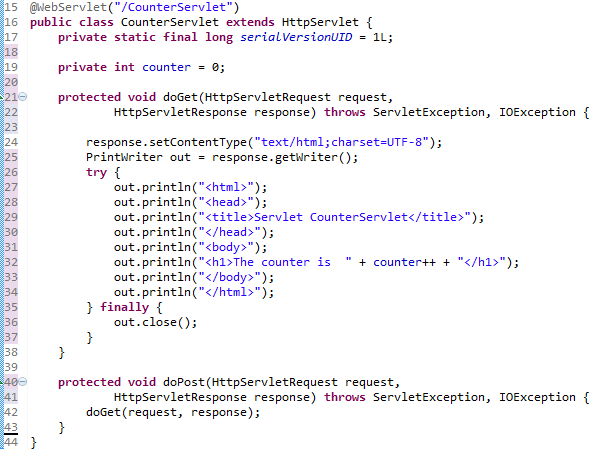 15 @WebServlet("/CounterServlet")
16 public class CounterServlet extends HttpServlet {
17     private static final long serialVersionUID = 1L;
18
19     private int counter = 0;
20
21     protected void doGet(HttpServletRequest request,
22             HttpServletResponse response) throws ServletException, IOException {
23
24         response.setContentType("text/html;charset=UTF-8");
25         PrintWriter out = response.getWriter();
26         try {
27             out.println("<html>");
28             out.println("<head>");
29             out.println("<title>Servlet CounterServlet</title>");
30             out.println("</head>");
31             out.println("<body>");
32             out.println("<h1>The counter is  " + counter++ + "</h1>");
33             out.println("</body>");
34             out.println("</html>");
35         } finally {
36             out.close();
37         }
38     }
39
40     protected void doPost(HttpServletRequest request,
41             HttpServletResponse response) throws ServletException, IOException {
42         doGet(request, response);
43     }
44 }